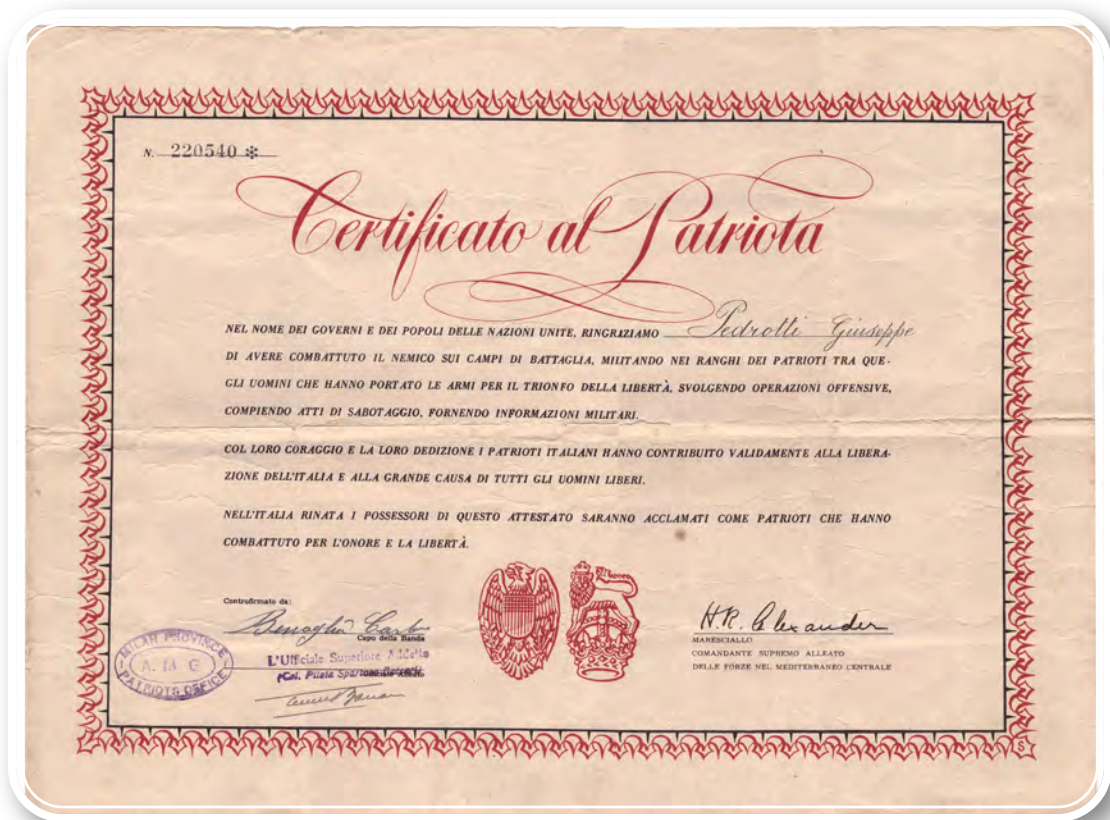 N. 220540 *
Certificato al Patriota
NEL NOME DEI GOVERNI E DEI POPOLI DELLE NAZIONI UNITE, RINGRAZIAMO Pedrotti Giuseppe
DI AVERE COMBATTUTO IL NEMICO SUI CAMPI DI BATTAGLIA, MILITANDO NEI RANGHI DEI PATRIOTI TRA QUE-
GLI UOMINI CHE HANNO PORTATO LE ARMI PER IL TRIONFO DELLA LIBERTÀ, SVOLGENDO OPERAZIONI OFFENSIVE,
COMPIENDO ATTI DI SABOTAGGIO, FORNENDO INFORMAZIONI MILITARI.
COL LORO CORAGGIO E LA LORO DEDIZIONE I PATRIOTI ITALIANI HANNO CONTRIBUITO VALIDAMENTE ALLA LIBERA-
ZIONE DELL'ITALIA E ALLA GRANDE CAUSA DI TUTTI GLI UOMINI LIBERI.
NELL'ITALIA RINATA I POSSESSORI DI QUESTO ATTESTATO SARANNO ACCLAMATI COME PATRIOTI CHE HANNO
COMBATTUTO PER L'ONORE E LA LIBERTÀ.
Controfirmato da:
Benaglia Carlo
Capo della Banda
MILAN PROVINCE
A. M G
PATRIOTS OFFICE
L'Ufficiale Superiore Addetto
(Col. Pilota
H.R. Alexander
MARESCIALLO
COMANDANTE SUPREMO ALLEATO
DELLE FORZE NEL MEDITERRANEO CENTRALE
S